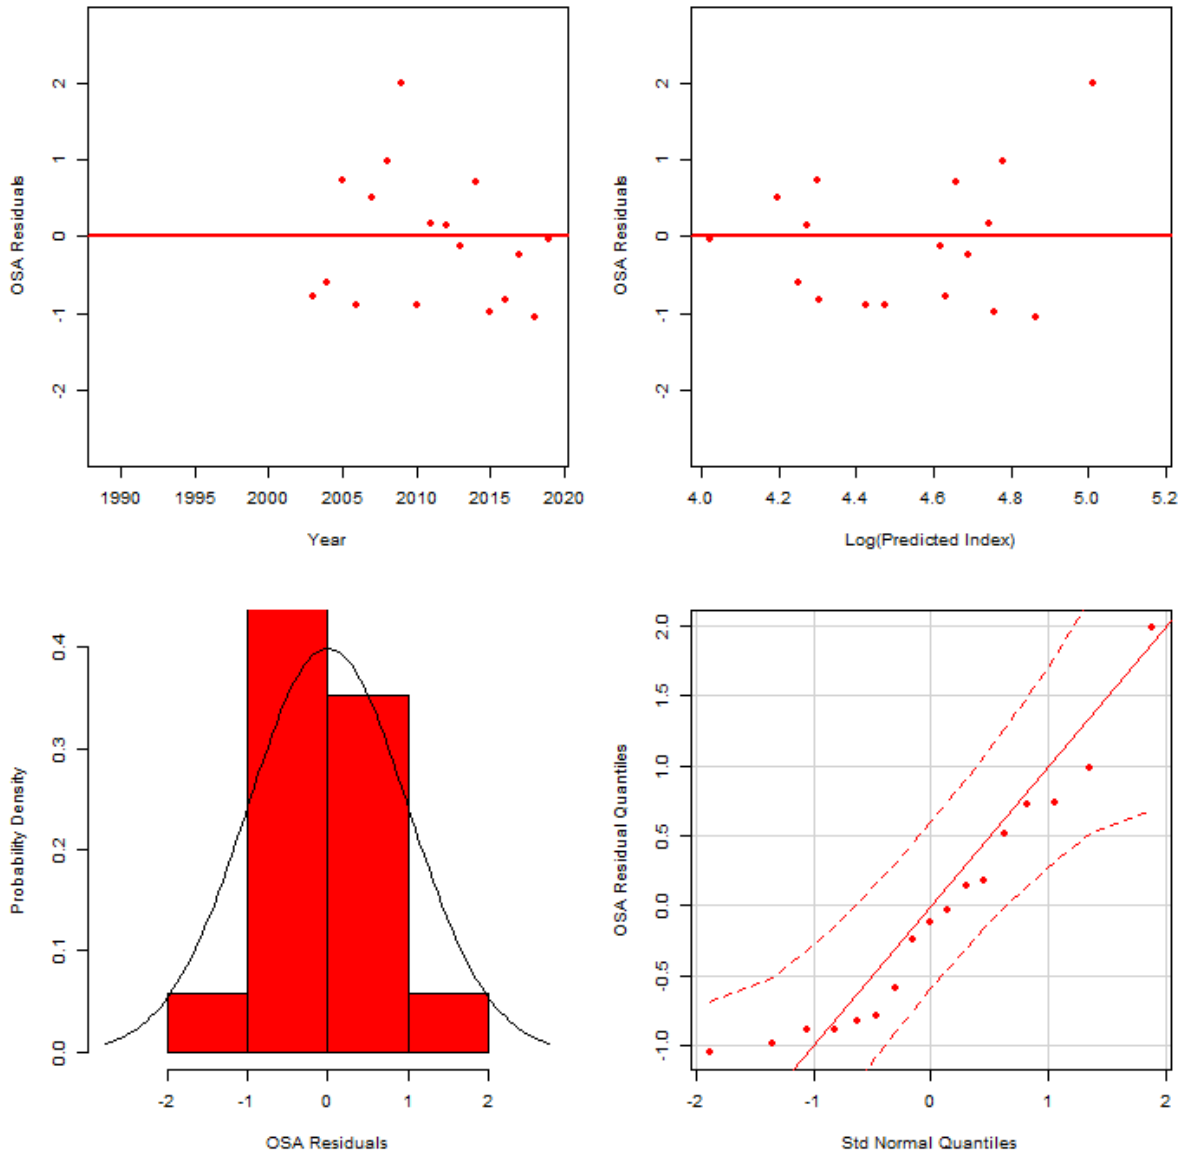 OSA Residuals
2
1
0
-1
-2
1990 1995 2000 2005 2010 2015 2020
Year
OSA Residuals
2
1
0
-1
-2
4.0 4.2 4.4 4.6 4.8 5.0 5.2
Log(Predicted Index)
Probability Density
0.4
0.3
0.2
0.1
0.0
-2 -1 0 1 2
OSA Residuals
OSA Residual Quantiles
2.0
1.5
1.0
0.5
0.0
-0.5
-1.0
-2 -1 0 1 2
Std Normal Quantiles